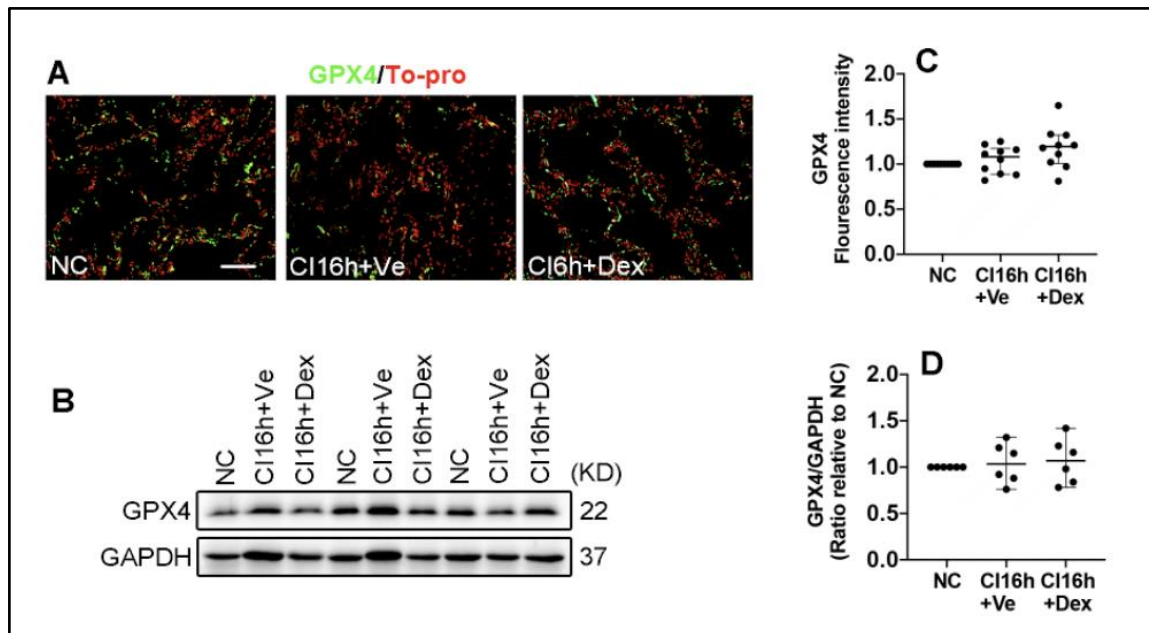 A
GPX4/To-pro
NC
CI16h+Ve
CI6h+Dex
B
NC
CI16h+Ve
CI16h+Dex
NC
CI16h+Ve
CI16h+Dex
NC
CI16h+Ve
CI16h+Dex
(KD)
GPX4
22
GAPDH
37
C
GPX4
Flourescence intensity
2.0
1.5
1.0
0.5
0.0
NC
CI16h
+Ve
CI16h
+Dex
D
GPX4/GAPDH
(Ratio relative to NC)
2.0
1.5
1.0
0.5
0.0
NC
CI16h
+Ve
CI16h
+Dex